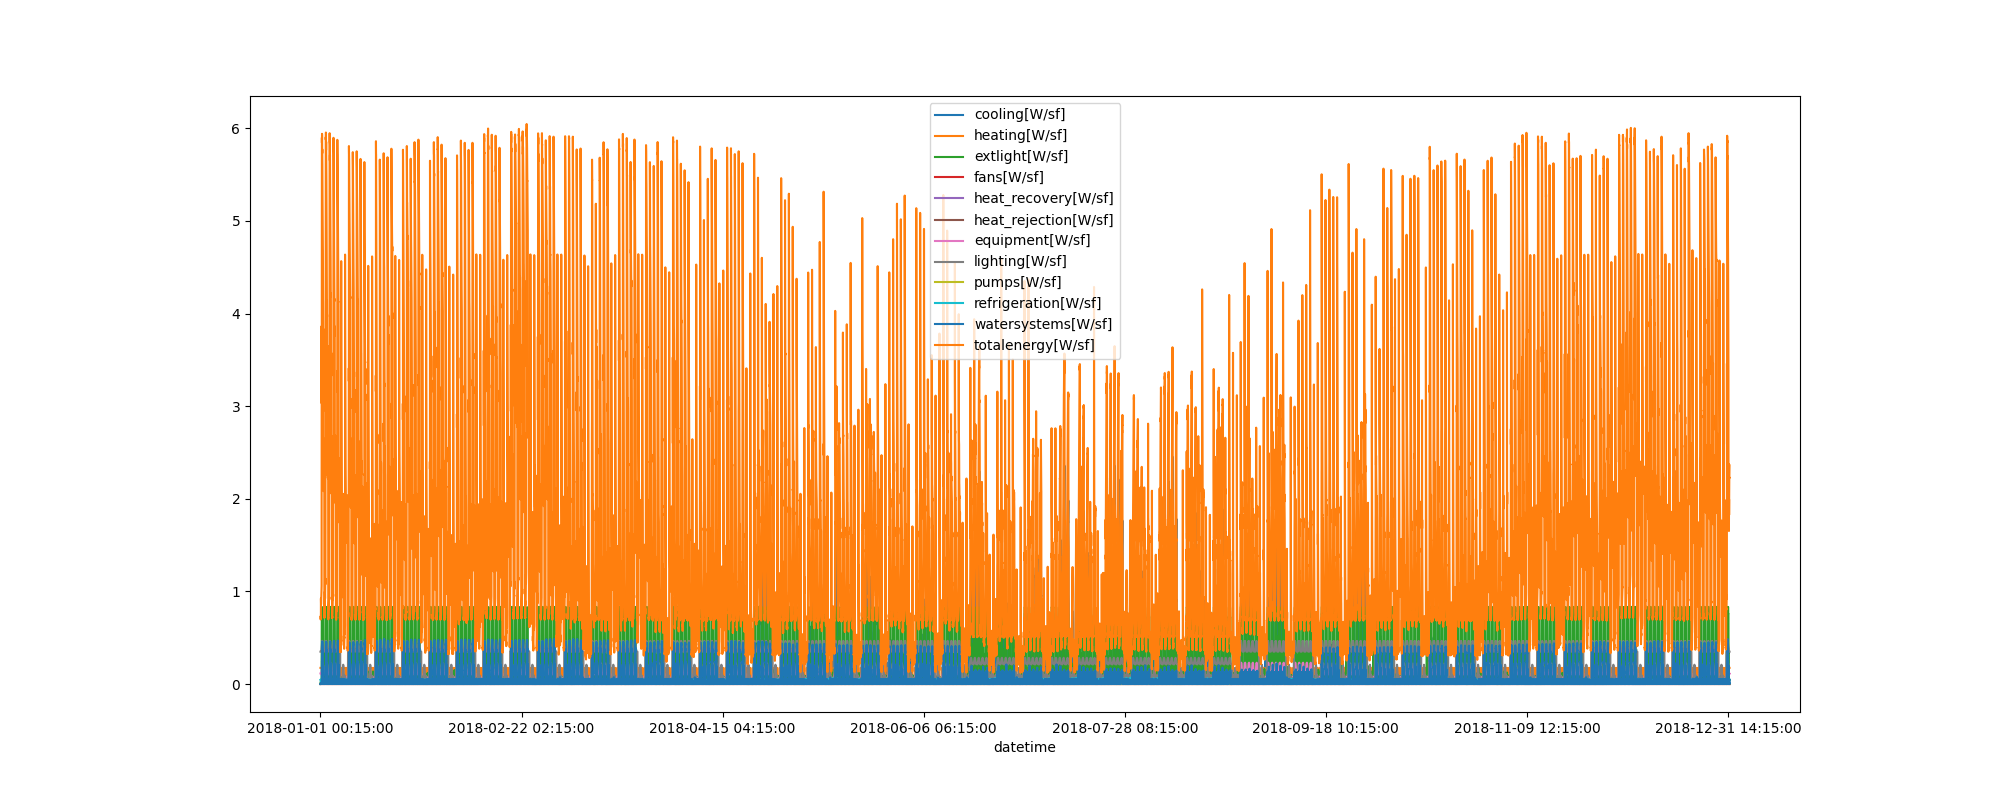 6
5
4
3
2
1
0
cooling[W/sf]
heating[W/sf]
extlight[W/sf]
fans[W/sf]
heat_recovery[W/sf]
heat_rejection[W/sf]
equipment[W/sf]
lighting[W/sf]
pumps[W/sf]
refrigeration[W/sf]
watersystems[W/sf]
totalenergy[W/sf]
2018-01-01 00:15:00 2018-02-22 02:15:00 2018-04-15 04:15:00 2018-06-06 06:15:00 2018-07-28 08:15:00 2018-09-18 10:15:00 2018-11-09 12:15:00 2018-12-31 14:15:00
datetime